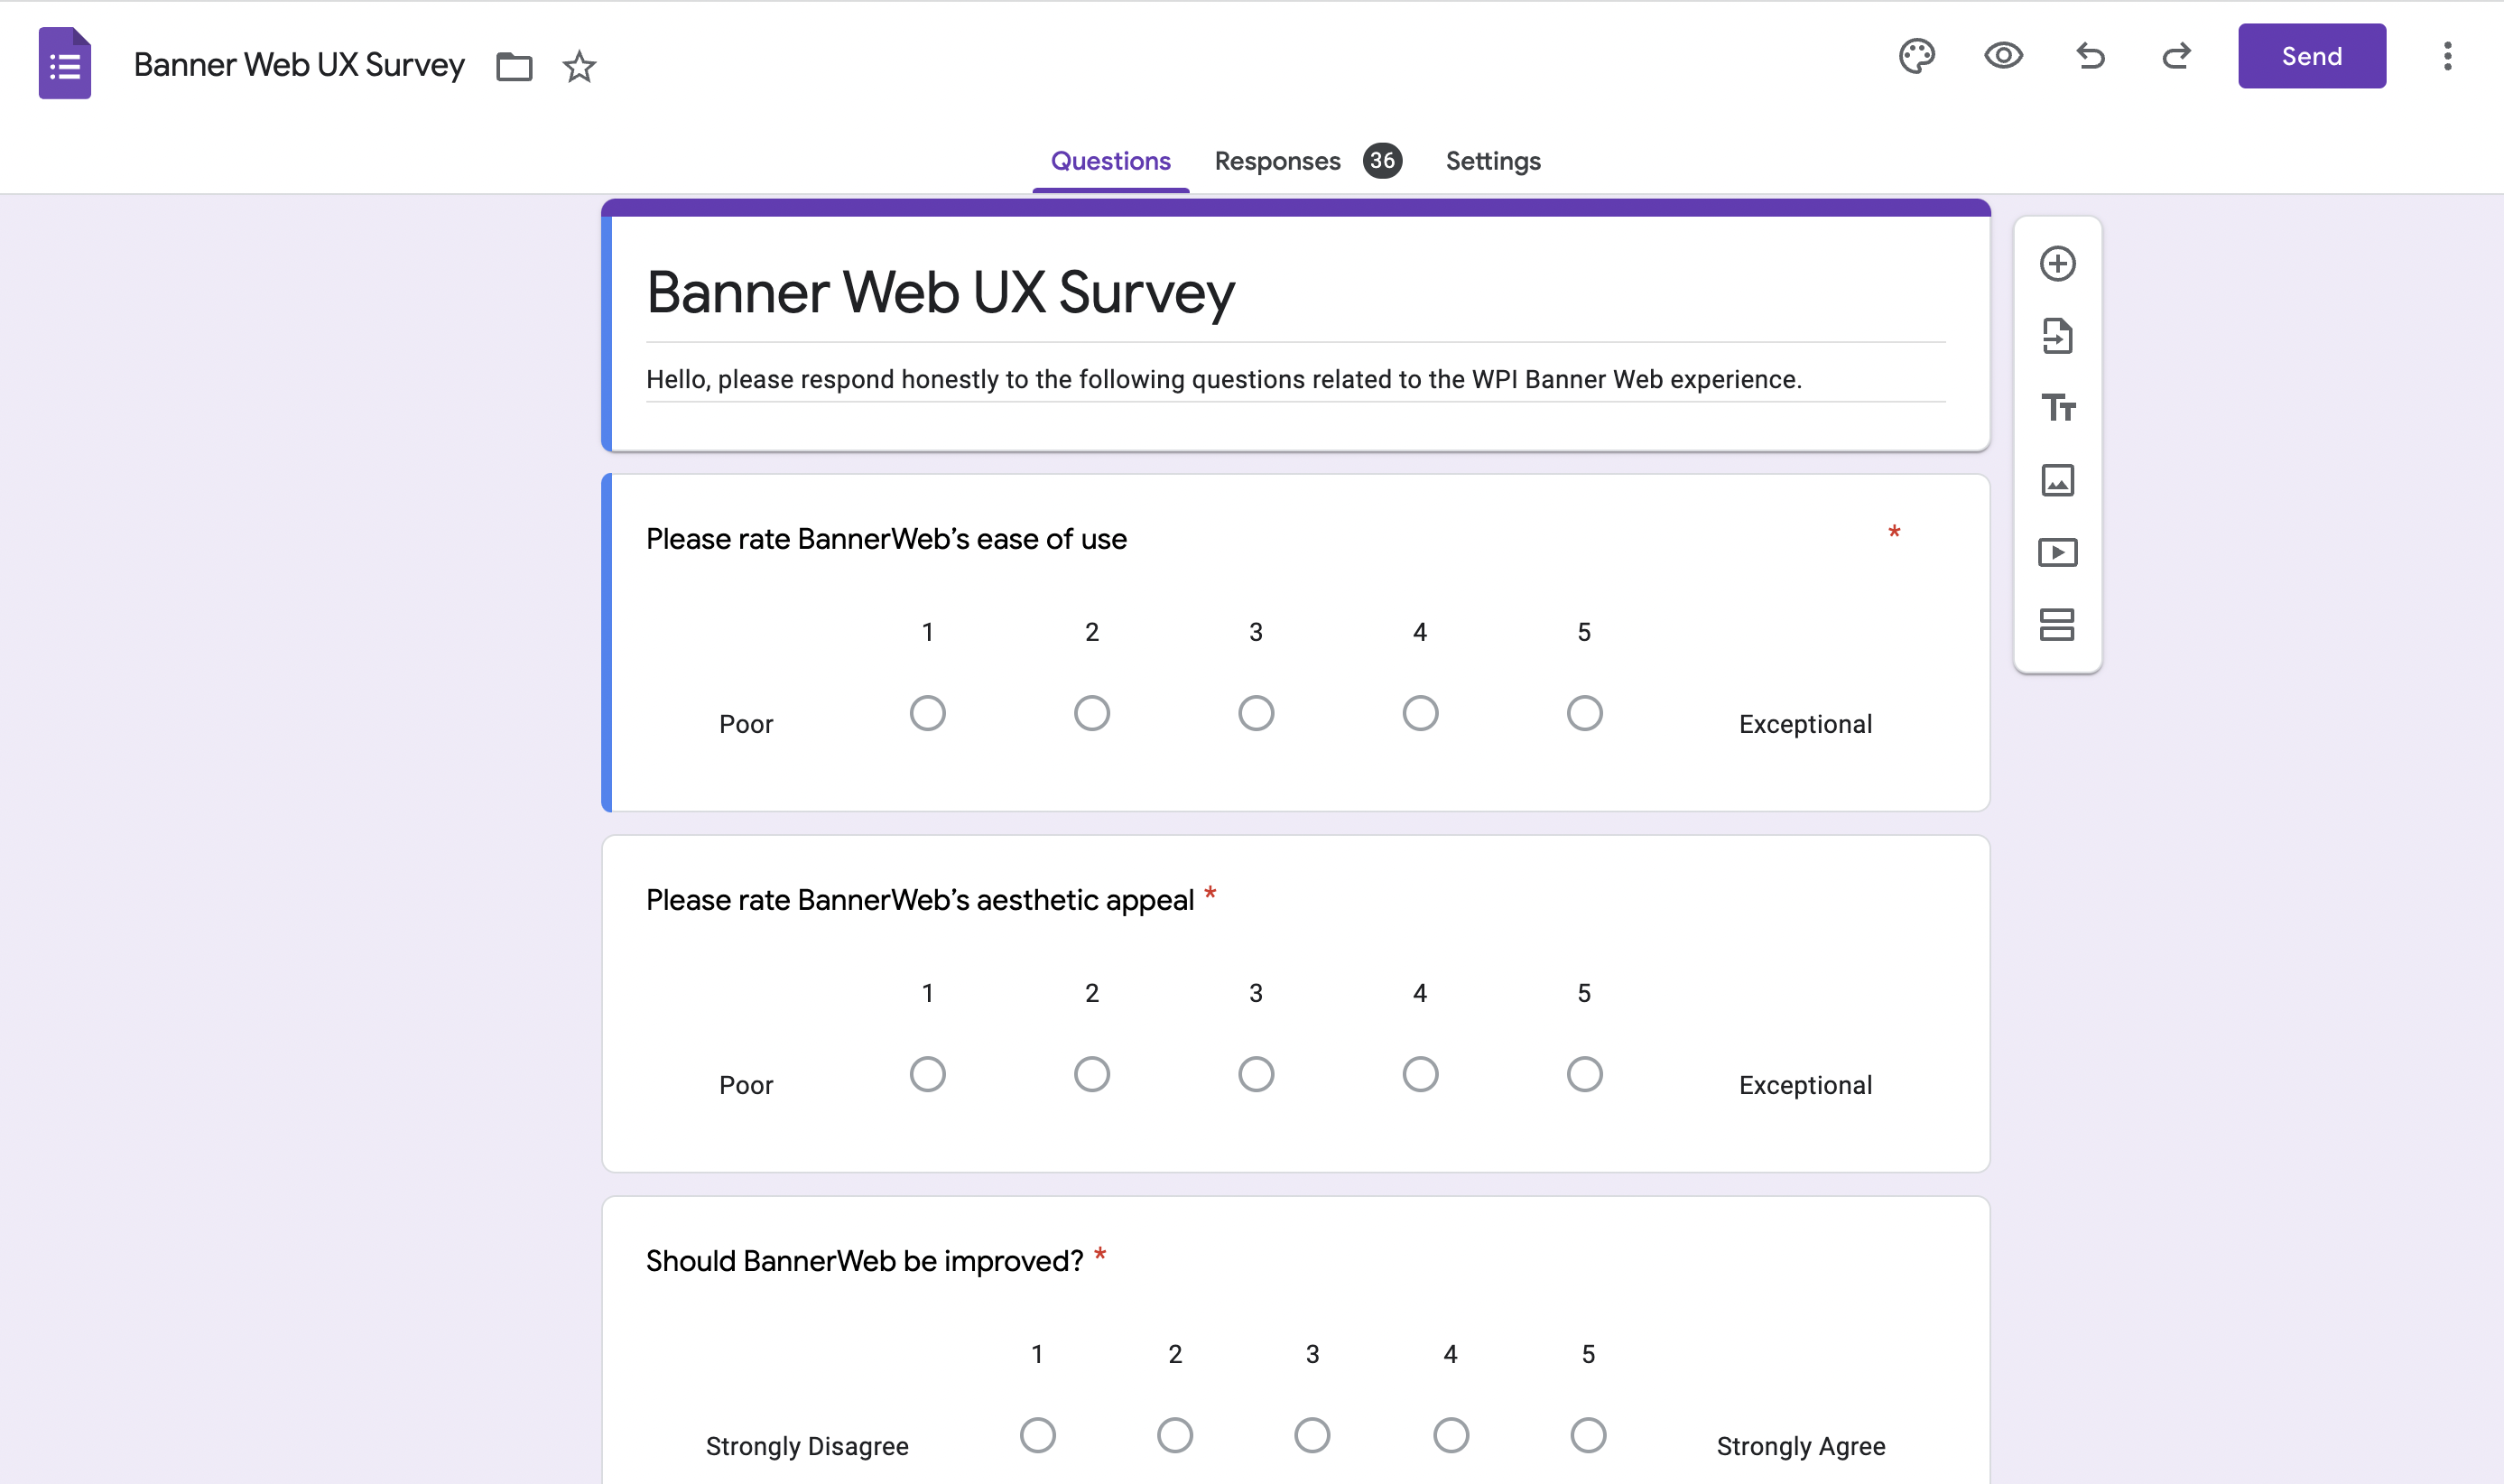 Banner Web UX Survey
Send
Questions
Responses 36
Settings
Banner Web UX Survey
Hello, please respond honestly to the following questions related to the WPI Banner Web experience.
Please rate BannerWeb’s ease of use *
1 2 3 4 5
Poor Exceptional
Please rate BannerWeb’s aesthetic appeal *
1 2 3 4 5
Poor Exceptional
Should BannerWeb be improved? *
1 2 3 4 5
Strongly Disagree Strongly Agree